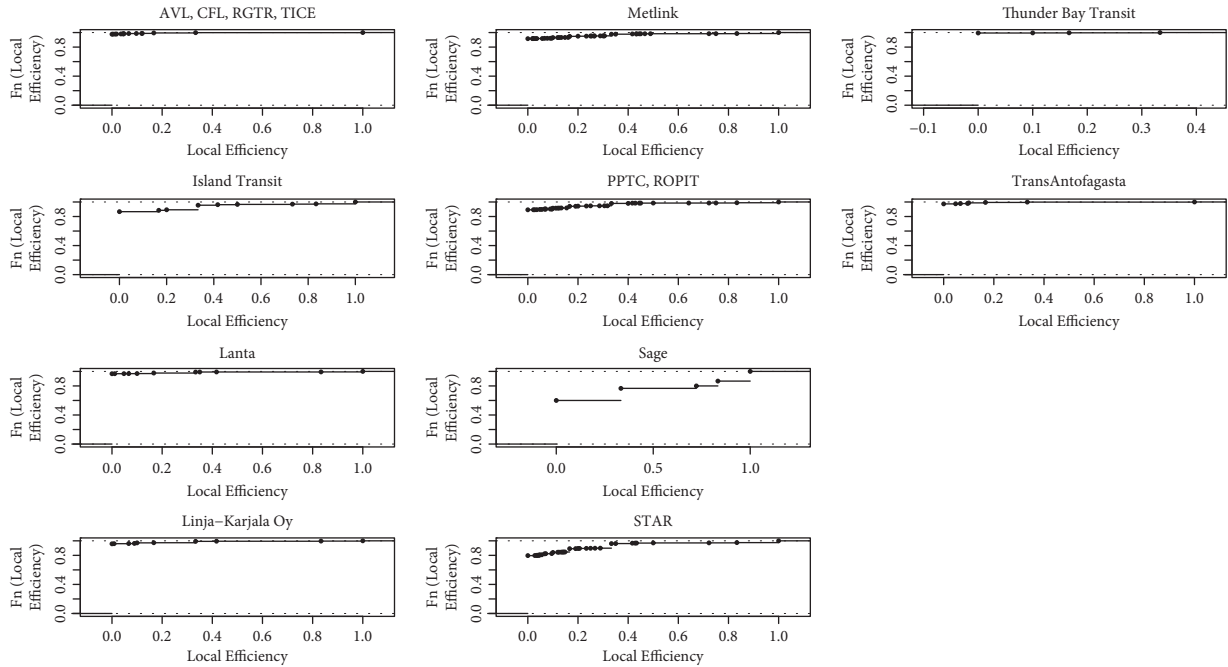 AVL, CFL, RGTR, TICE
Fn (Local
Efficiency)
0.0 0.4 0.8
0.0 0.2 0.4 0.6 0.8 1.0
Local Efficiency
Metlink
Fn (Local
Efficiency)
0.0 0.4 0.8
0.0 0.2 0.4 0.6 0.8 1.0
Local Efficiency
Thunder Bay Transit
Fn (Local
Efficiency)
0.0 0.4 0.8
−0.1 0.0 0.1 0.2 0.3 0.4
Local Efficiency
Island Transit
Fn (Local
Efficiency)
0.0 0.4 0.8
0.0 0.2 0.4 0.6 0.8 1.0
Local Efficiency
PPTC, ROPIT
Fn (Local
Efficiency)
0.0 0.4 0.8
0.0 0.2 0.4 0.6 0.8 1.0
Local Efficiency
TransAntofagasta
Fn (Local
Efficiency)
0.0 0.4 0.8
0.0 0.2 0.4 0.6 0.8 1.0
Local Efficiency
Lanta
Fn (Local
Efficiency)
0.0 0.4 0.8
0.0 0.2 0.4 0.6 0.8 1.0
Local Efficiency
Sage
Fn (Local
Efficiency)
0.0 0.4 0.8
0.0 0.5 1.0
Local Efficiency
Linja−Karjala Oy
Fn (Local
Efficiency)
0.0 0.4 0.8
0.0 0.2 0.4 0.6 0.8 1.0
Local Efficiency
STAR
Fn (Local
Efficiency)
0.0 0.4 0.8
0.0 0.2 0.4 0.6 0.8 1.0
Local Efficiency